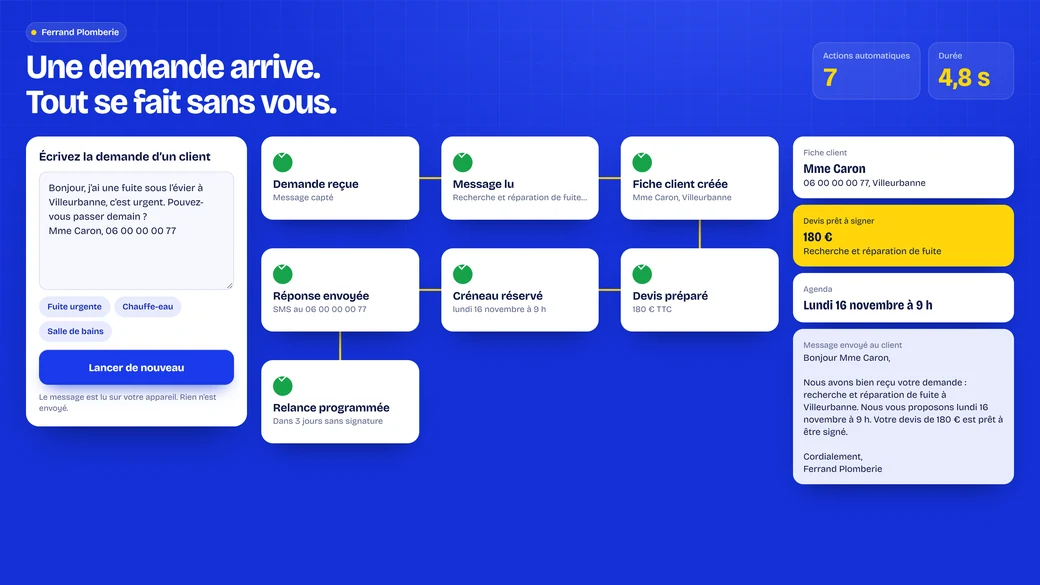 Ferrand Plomberie
Une demande arrive.
Tout se fait sans vous.
Actions automatiques
7
Durée
4,8 s
Écrivez la demande d’un client
Bonjour, j’ai une fuite sous l’évier à
Villeurbanne, c’est urgent. Pouvez-
vous passer demain ?
Mme Caron, 06 00 00 00 77
Fuite urgente
Chauffe-eau
Salle de bains
Lancer de nouveau
Le message est lu sur votre appareil. Rien n’est
envoyé.
Demande reçue
Message capté
Message lu
Recherche et réparation de fuite…
Fiche client créée
Mme Caron, Villeurbanne
Réponse envoyée
SMS au 06 00 00 00 77
Créneau réservé
lundi 16 novembre à 9 h
Devis préparé
180 € TTC
Relance programmée
Dans 3 jours sans signature
Fiche client
Mme Caron
06 00 00 00 77, Villeurbanne
Devis prêt à signer
180 €
Recherche et réparation de fuite
Agenda
Lundi 16 novembre à 9 h
Message envoyé au client
Bonjour Mme Caron,
Nous avons bien reçu votre demande :
recherche et réparation de fuite à
Villeurbanne. Nous vous proposons lundi 16
novembre à 9 h. Votre devis de 180 € est prêt à
être signé.
Cordialement,
Ferrand Plomberie